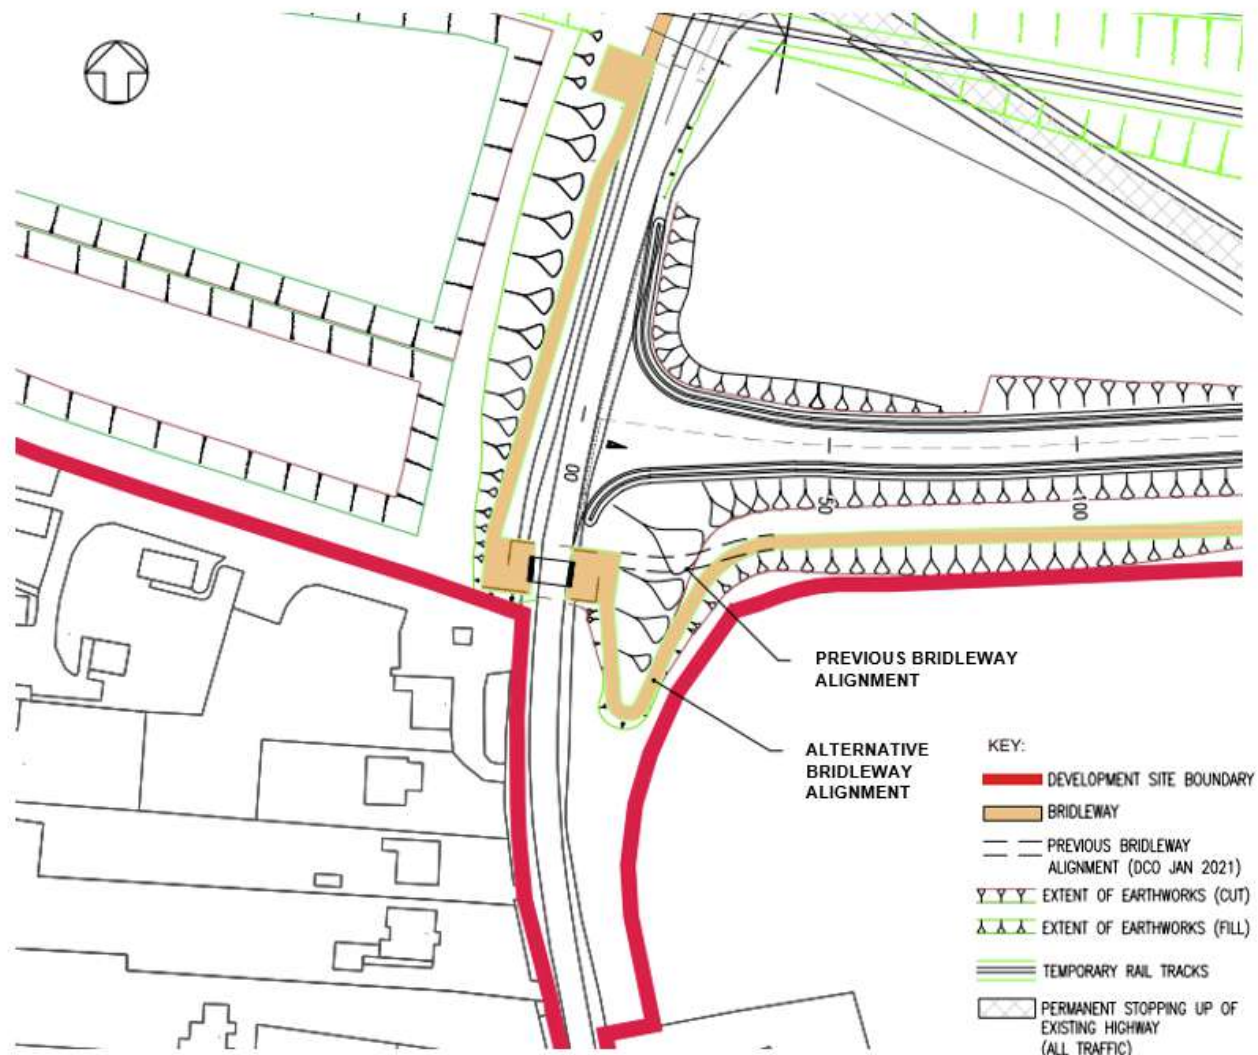 00
50
100
PREVIOUS BRIDLEWAY
ALIGNMENT
ALTERNATIVE
BRIDLEWAY
ALIGNMENT
KEY:
DEVELOPMENT SITE BOUNDARY
BRIDLEWAY
PREVIOUS BRIDLEWAY
ALIGNMENT (DCO JAN 2021)
EXTENT OF EARTHWORKS (CUT)
EXTENT OF EARTHWORKS (FILL)
TEMPORARY RAIL TRACKS
PERMANENT STOPPING UP OF
EXISTING HIGHWAY
(ALL TRAFFIC)